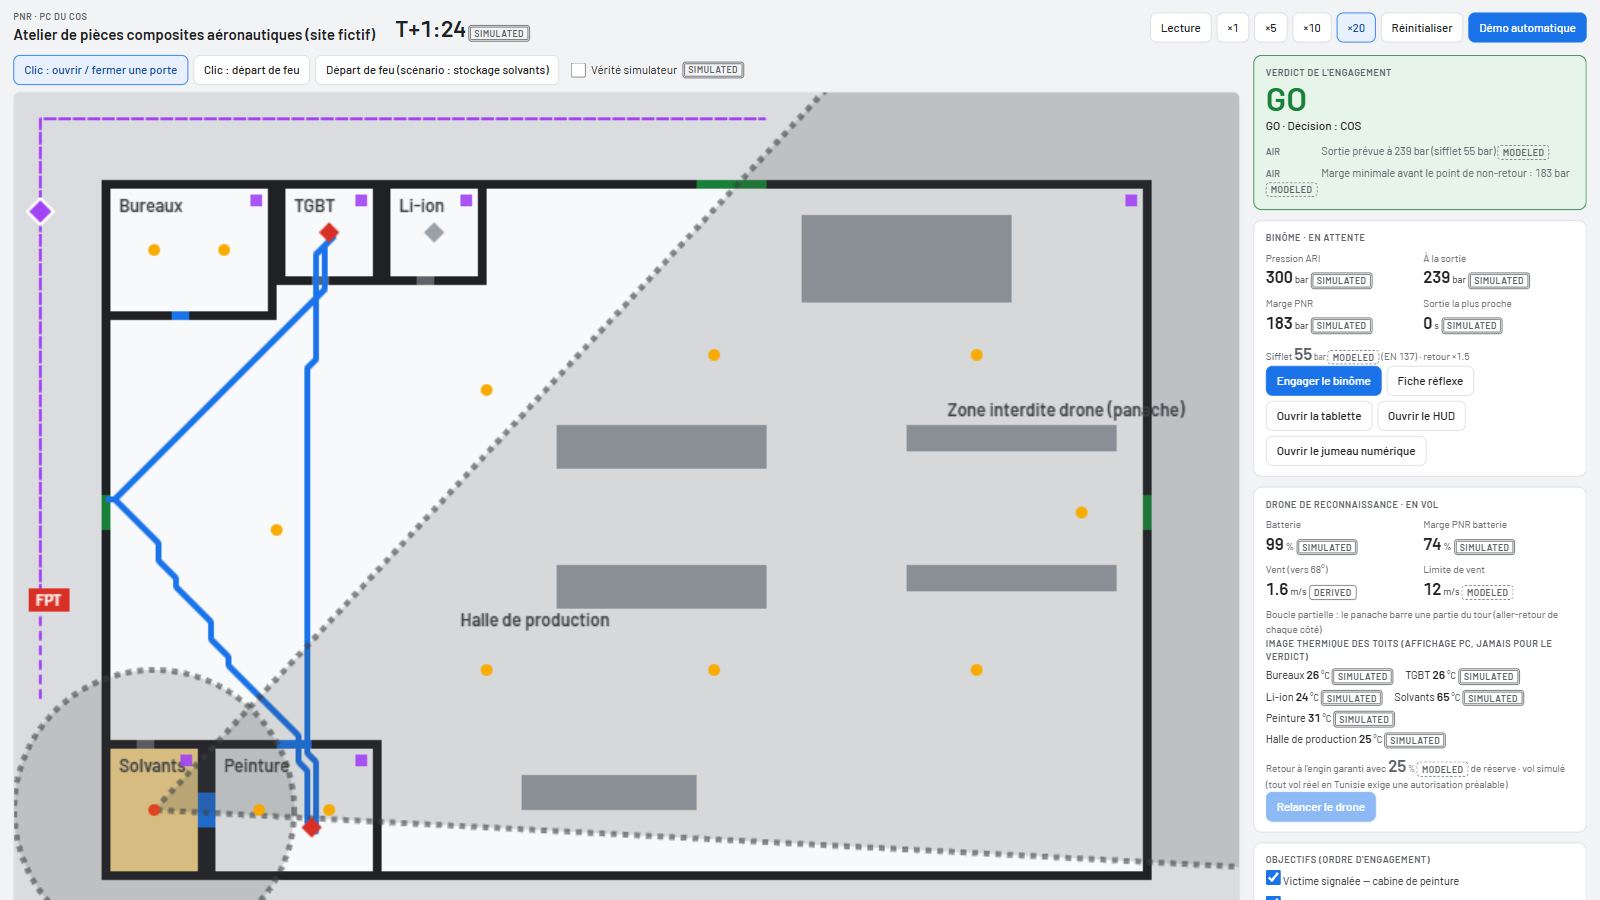 PNR · PC DU COS
Atelier de pièces composites aéronautiques (site fictif)
T+1:24 SIMULATED
Lecture
×1
×5
×10
×20
Réinitialiser
Démo automatique
Clic : ouvrir / fermer une porte
Clic : départ de feu
Départ de feu (scénario : stockage solvants)
Vérité simulateur SIMULATED
Bureaux
TGBT
Li-ion
Zone interdite drone (panache)
FPT
Halle de production
Solvants
Peinture
VERDICT DE L'ENGAGEMENT
GO
GO · Décision : COS
AIR Sortie prévue à 239 bar (sifflet 55 bar) MODELED
AIR Marge minimale avant le point de non-retour : 183 bar
MODELED
BINÔME · EN ATTENTE
Pression ARI
À la sortie
300 bar SIMULATED
239 bar SIMULATED
Marge PNR
Sortie la plus proche
183 bar SIMULATED
0 s SIMULATED
Sifflet 55 bar MODELED (EN 137) · retour ×1.5
Engager le binôme
Fiche réflexe
Ouvrir la tablette
Ouvrir le HUD
Ouvrir le jumeau numérique
DRONE DE RECONNAISSANCE · EN VOL
Batterie
Marge PNR batterie
99 % SIMULATED
74 % SIMULATED
Vent (vers 68°)
Limite de vent
1.6 m/s DERIVED
12 m/s MODELED
Boucle partielle : le panache barre une partie du tour (aller-retour de
chaque côté)
IMAGE THERMIQUE DES TOITS (AFFICHAGE PC, JAMAIS POUR LE
VERDICT)
Bureaux 26 °C SIMULATED TGBT 26 °C SIMULATED
Li-ion 24 °C SIMULATED Solvants 65 °C SIMULATED
Peinture 31 °C SIMULATED
Halle de production 25 °C SIMULATED
Retour à l'engin garanti avec 25 % MODELED de réserve · vol simulé
(tout vol réel en Tunisie exige une autorisation préalable)
Relancer le drone
OBJECTIFS (ORDRE D'ENGAGEMENT)
Victime signalée — cabine de peinture